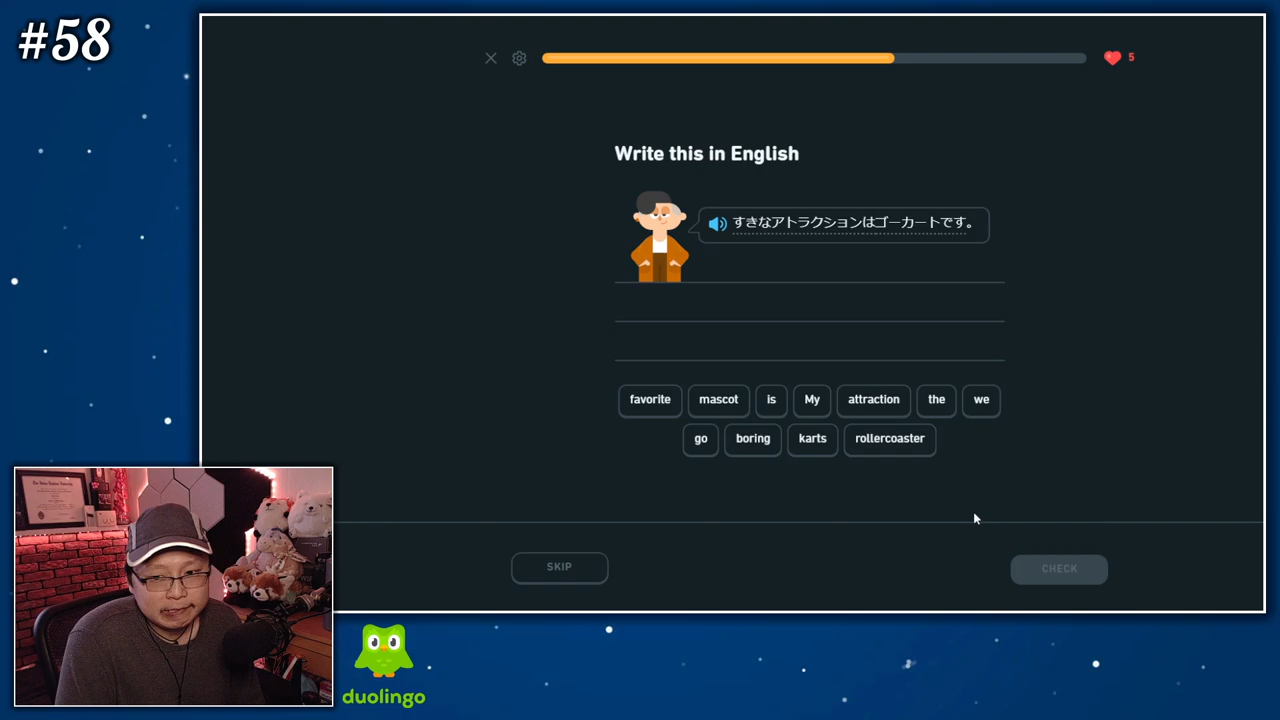 #58
5
Write this in English
すきなアトラクションはゴーカートです。
favorite mascot is My attraction the we
go boring karts rollercoaster
SKIP CHECK
duolingo